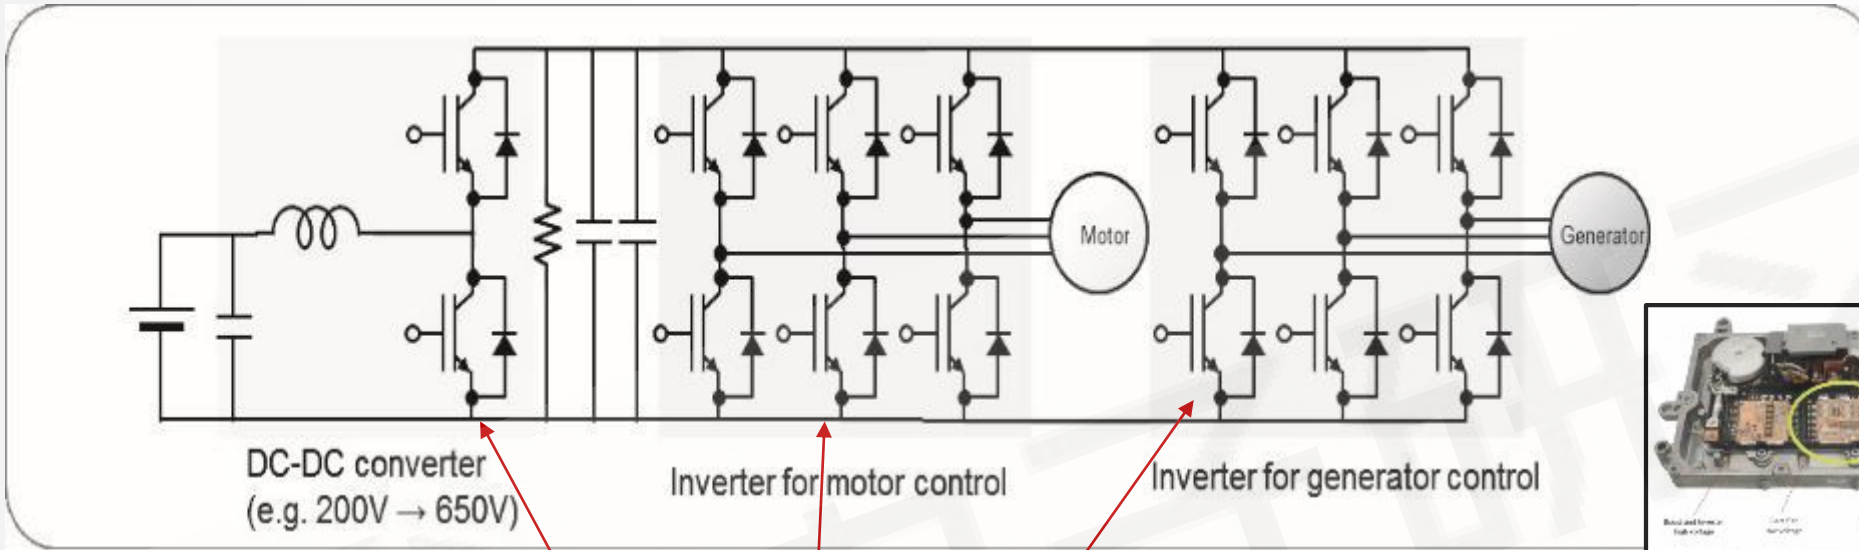 Motor
Generator
DC-DC converter
(e.g. 200V → 650V)
Inverter for motor control
Inverter for generator control